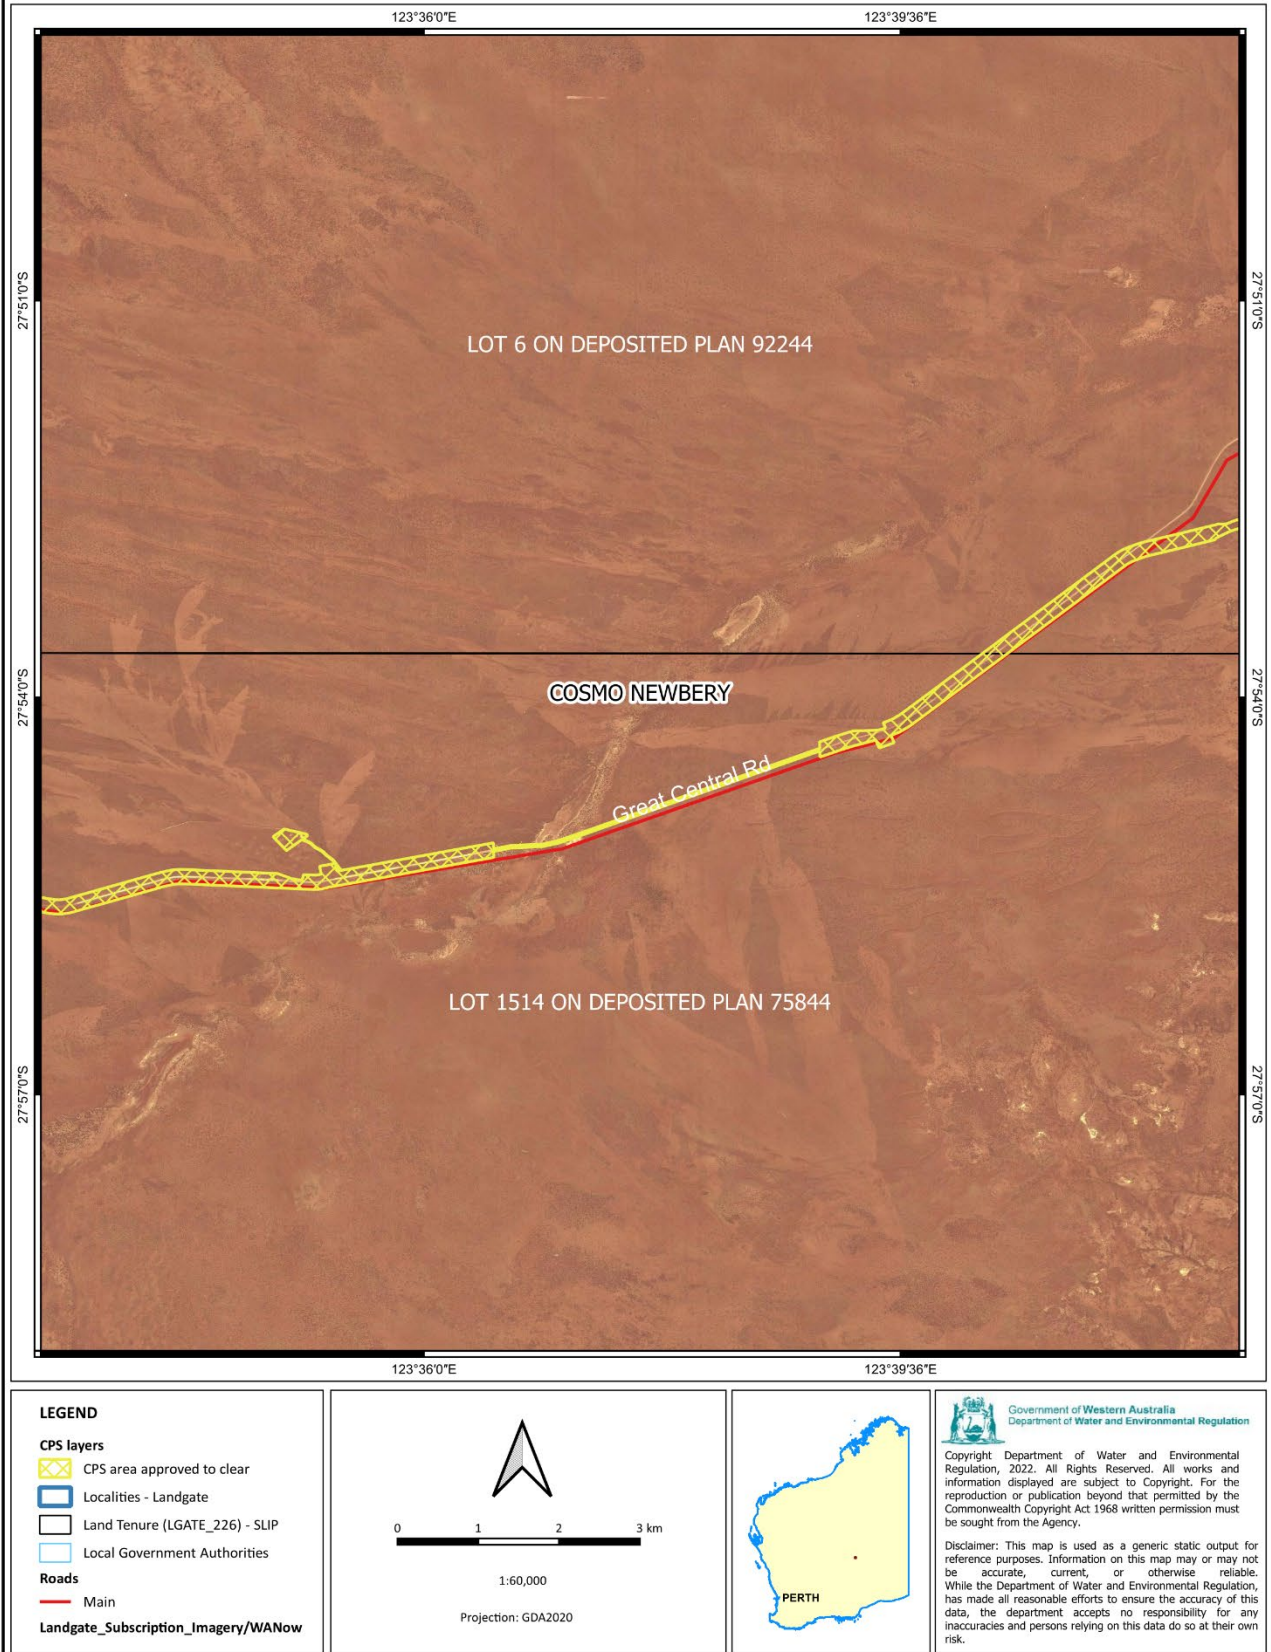 123°36'0"E
123°39'36"E
27°51'0"S
27°51'0"S
LOT 6 ON DEPOSITED PLAN 92244
27°54'0"S
COSMO NEWBERY
27°54'0"S
Great Central Rd
LOT 1514 ON DEPOSITED PLAN 75844
27°57'0"S
27°57'0"S
123°36'0"E
123°39'36"E
LEGEND
CPS layers
CPS area approved to clear
Localities - Landgate
Land Tenure (LGATE_226) - SLIP
Local Government Authorities
Roads
Main
Landgate_Subscription_Imagery/WANow
0 1 2 3 km
1:60,000
Projection: GDA2020
PERTH
Government of Western Australia
Department of Water and Environmental Regulation
Copyright Department of Water and Environmental
Regulation, 2022. All Rights Reserved. All works and
information displayed are subject to Copyright. For the
reproduction or publication beyond that permitted by the
Commonwealth Copyright Act 1968 written permission must
be sought from the Agency.
Disclaimer: This map is used as a generic static output for
reference purposes. Information on this map may or may not
be accurate, current, or otherwise reliable.
While the Department of Water and Environmental Regulation,
has made all reasonable efforts to ensure the accuracy of this
data, the department accepts no responsibility for any
inaccuracies and persons relying on this data do so at their own
risk.